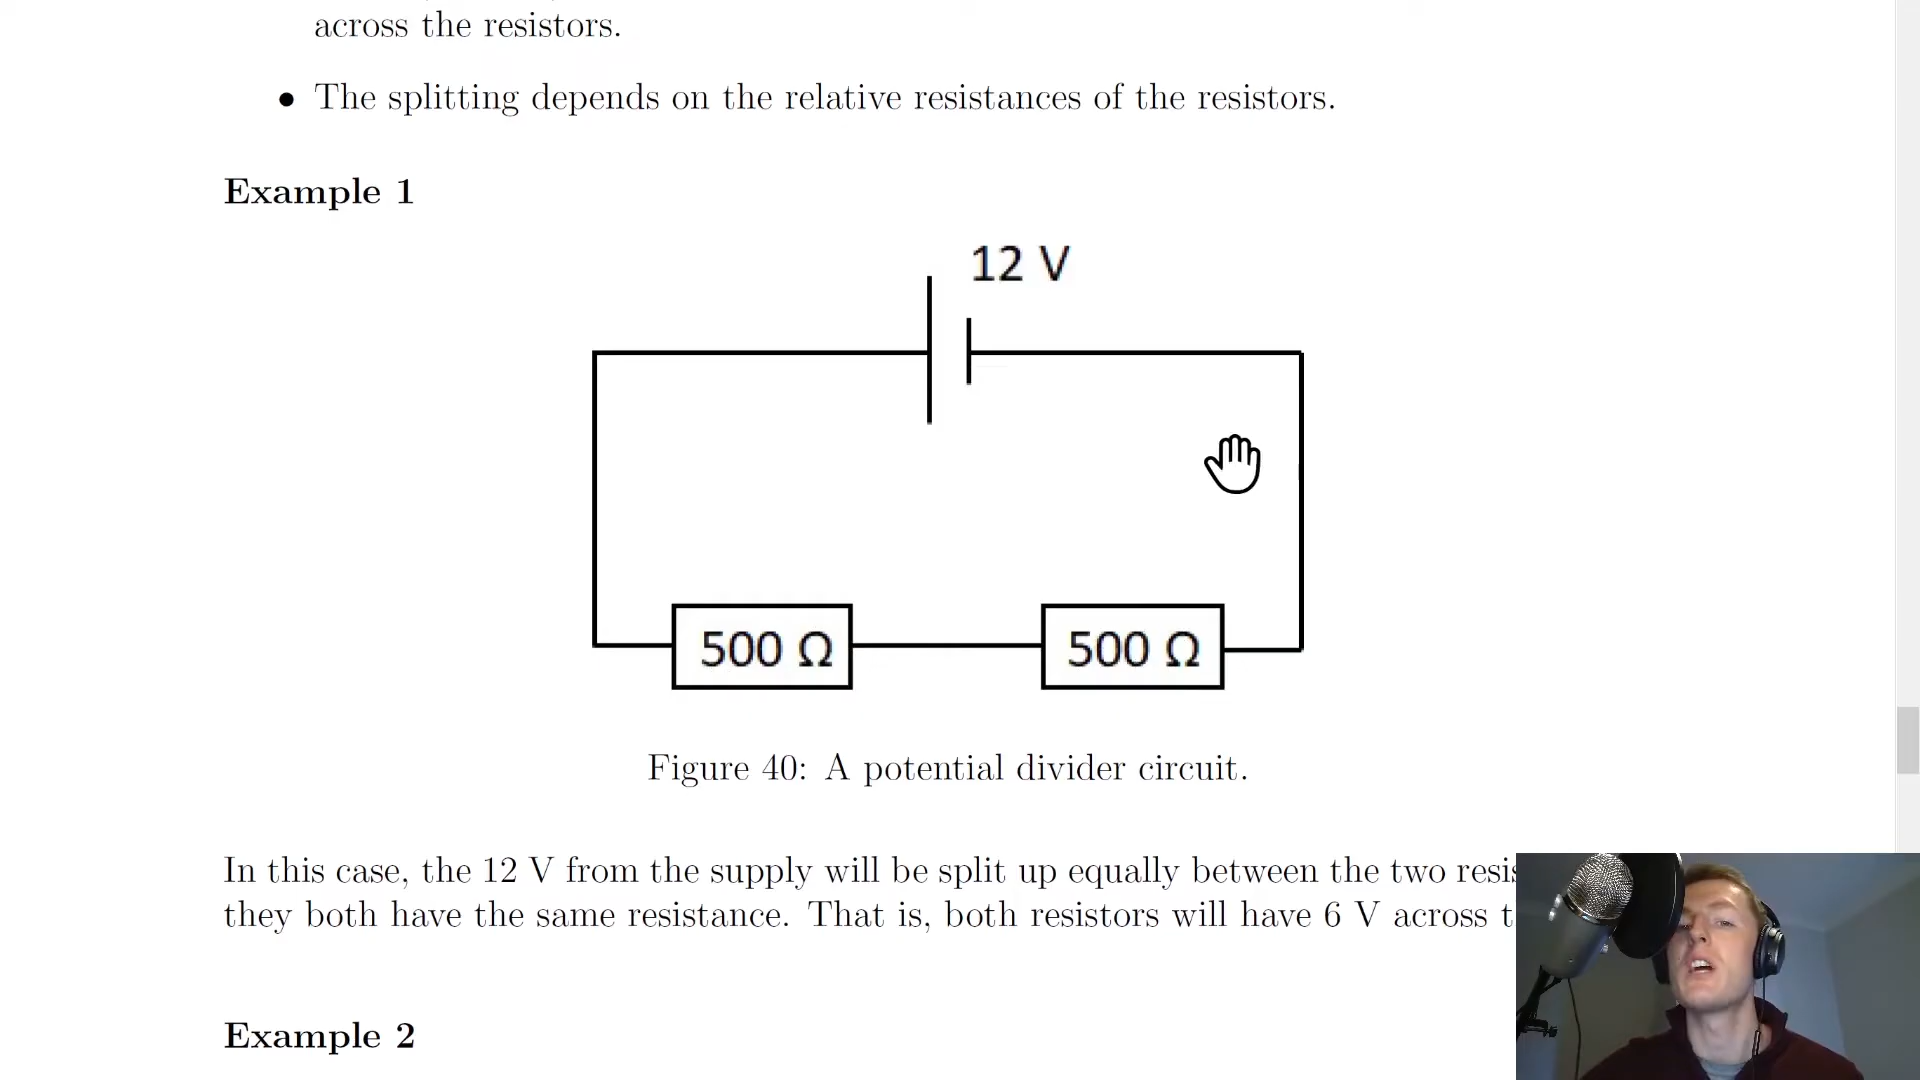 across the resistors.
• The splitting depends on the relative resistances of the resistors.
Example 1
12 V
500 Ω
500 Ω
Figure 40: A potential divider circuit.
In this case, the 12 V from the supply will be split up equally between the two
they both have the same resistance. That is, both resistors will have 6 V across
Example 2